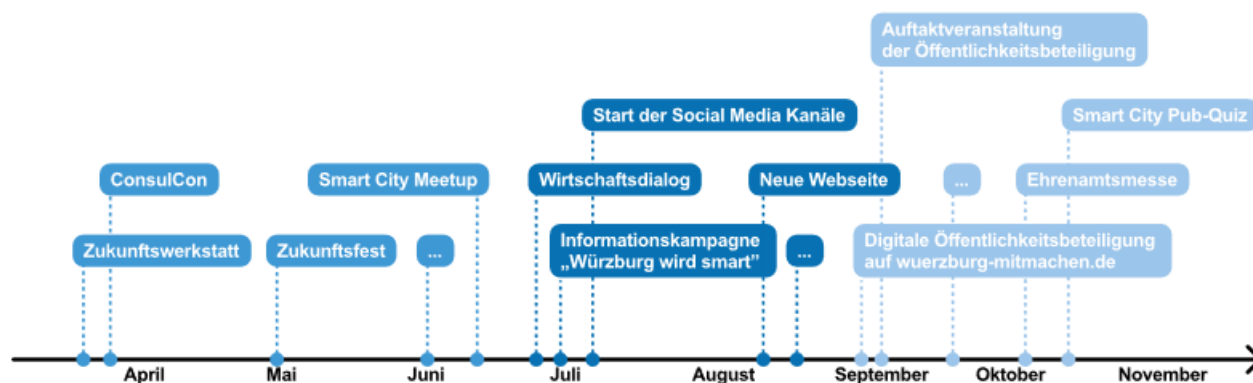 Auftaktveranstaltung
der Öffentlichkeitsbeteiligung
Start der Social Media Kanäle
Smart City Pub-Quiz
ConsulCon
Smart City Meetup
Wirtschaftsdialog
Neue Webseite
...
Ehrenamtsmesse
Zukunftswerkstatt
Zukunftsfest
...
Informationskampagne
„Würzburg wird smart”
...
Digitale Öffentlichkeitsbeteiligung
auf wuerzburg-mitmachen.de
April
Mai
Juni
Juli
August
September
Oktober
November